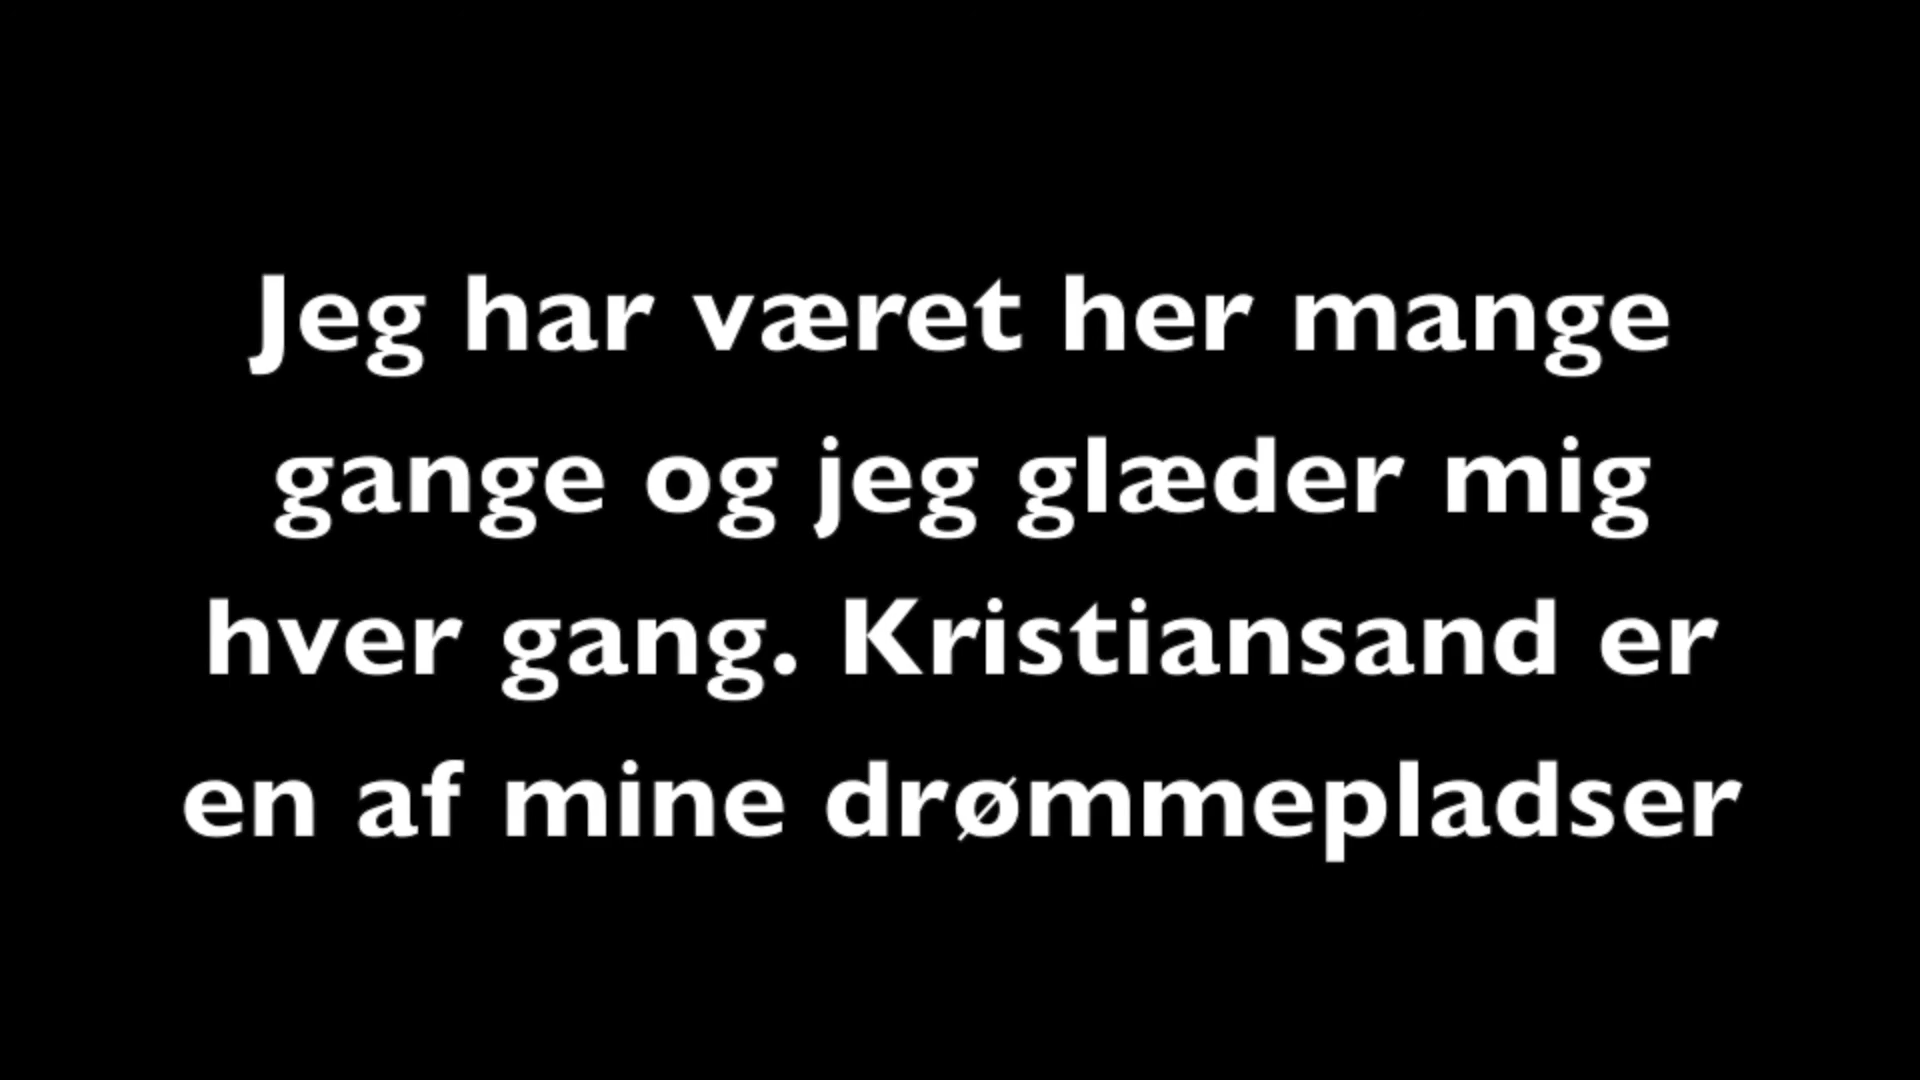 Jeg har været her mange
gange og jeg glæder mig
hver gang. Kristiansand er
en af mine drømmepladser